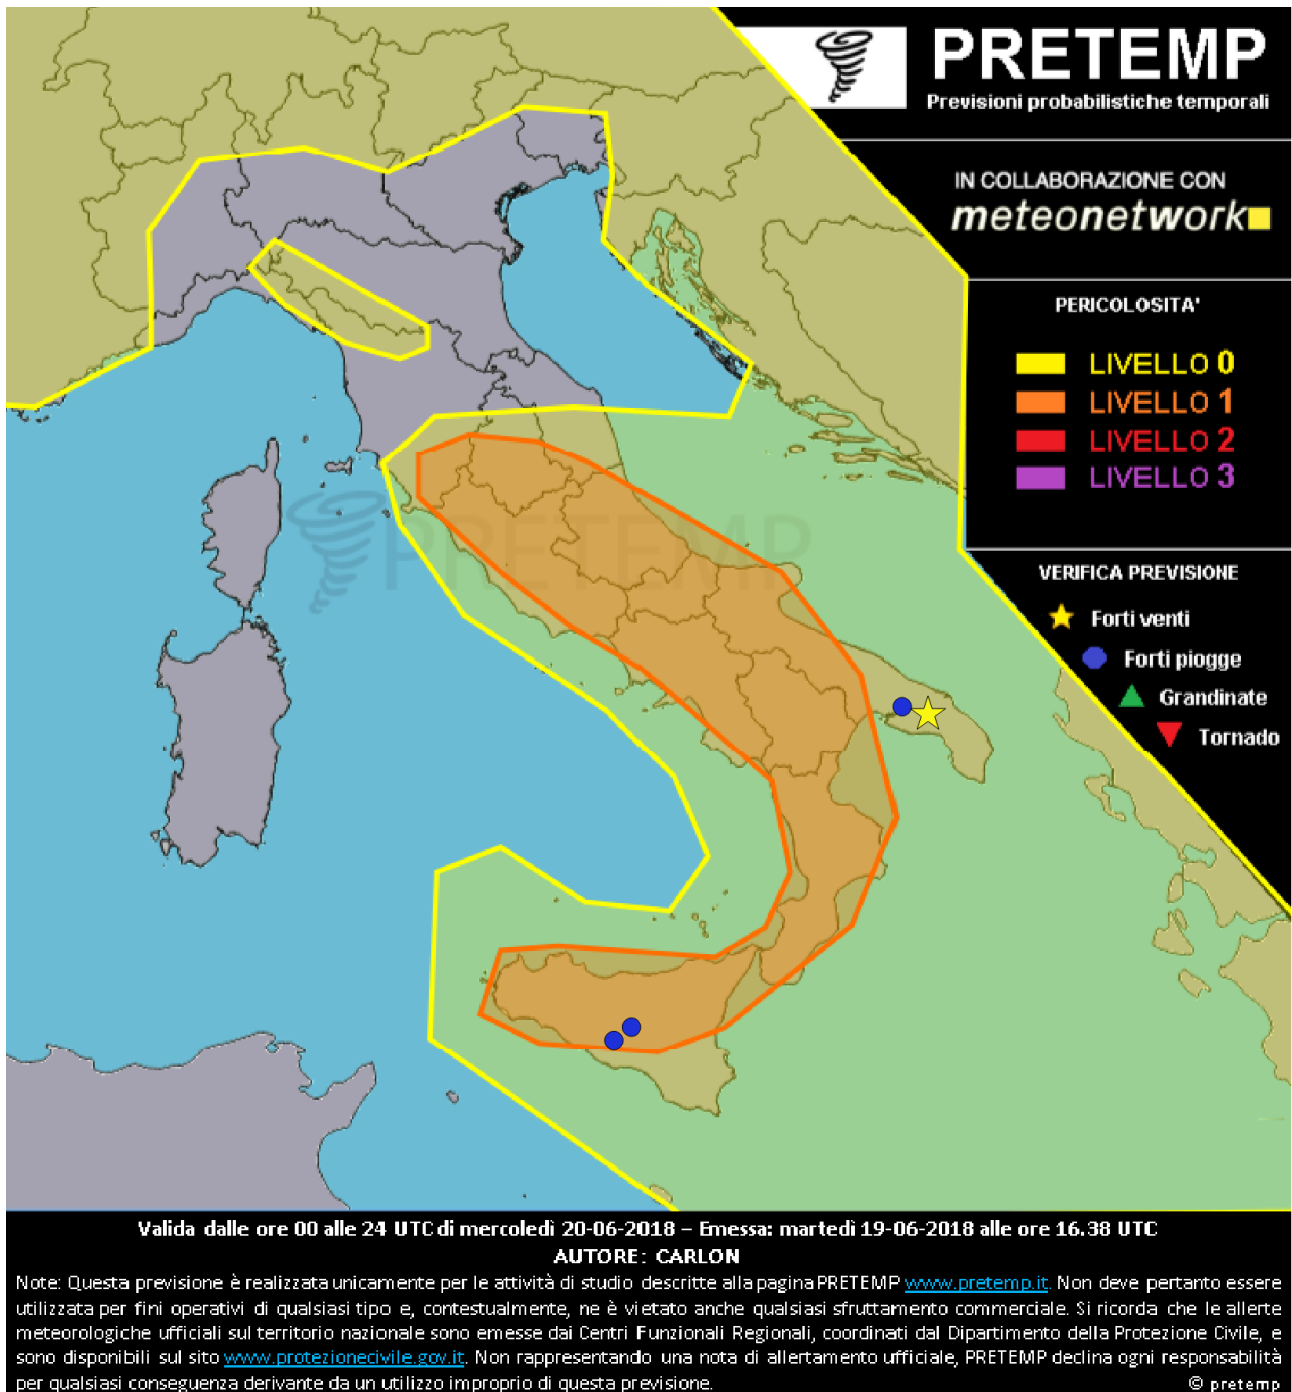 PRETEMP
Previsioni probabilistiche temporali
IN COLLABORAZIONE CON
meteonetwork
PERICOLOSITA'
LIVELLO 0
LIVELLO 1
LIVELLO 2
LIVELLO 3
PRETEMP
VERIFICA PREVISIONE
Forti venti
Forti piogge
Grandinate
Tornado
Valida dalle ore 00 alle 24 UTC di mercoledì 20-06-2018 – Emessa: martedì 19-06-2018 alle ore 16.38 UTC
AUTORE: CARLON
Note: Questa previsione è realizzata unicamente per le attività di studio descritte alla pagina PRETEMP www.pretemp.it. Non deve pertanto essere
utilizzata per fini operativi di qualsiasi tipo e, contestualmente, ne è vietato anche qualsiasi sfruttamento commerciale. Si ricorda che le allerte
meteorologiche ufficiali sul territorio nazionale sono emesse dai Centri Funzionali Regionali, coordinati dal Dipartimento della Protezione Civile, e
sono disponibili sul sito www.protezionecivile.gov.it. Non rappresentando una nota di allertamento ufficiale, PRETEMP declina ogni responsabilità
per qualsiasi conseguenza derivante da un utilizzo improprio di questa previsione.
© pretemp